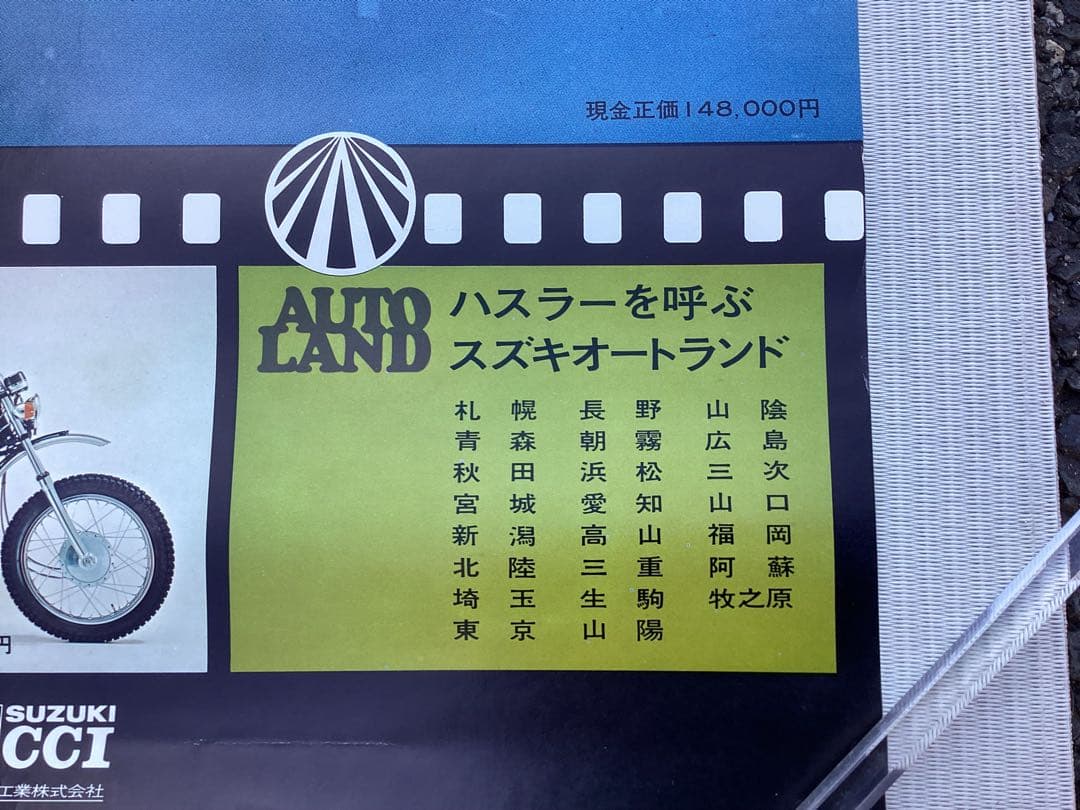 現金正価148,000円
AUTO
LAND
ハスラーを呼ぶ
スズキオートランド
札幌 長野 山陰
青森 朝霧 広島
秋田 浜松 三次
宮城 愛知 山口
新潟 高山 福岡
北陸 三重 阿蘇
埼玉 生駒 牧之原
東京 山陽
円
SUZUKI
CCI
工業株式会社